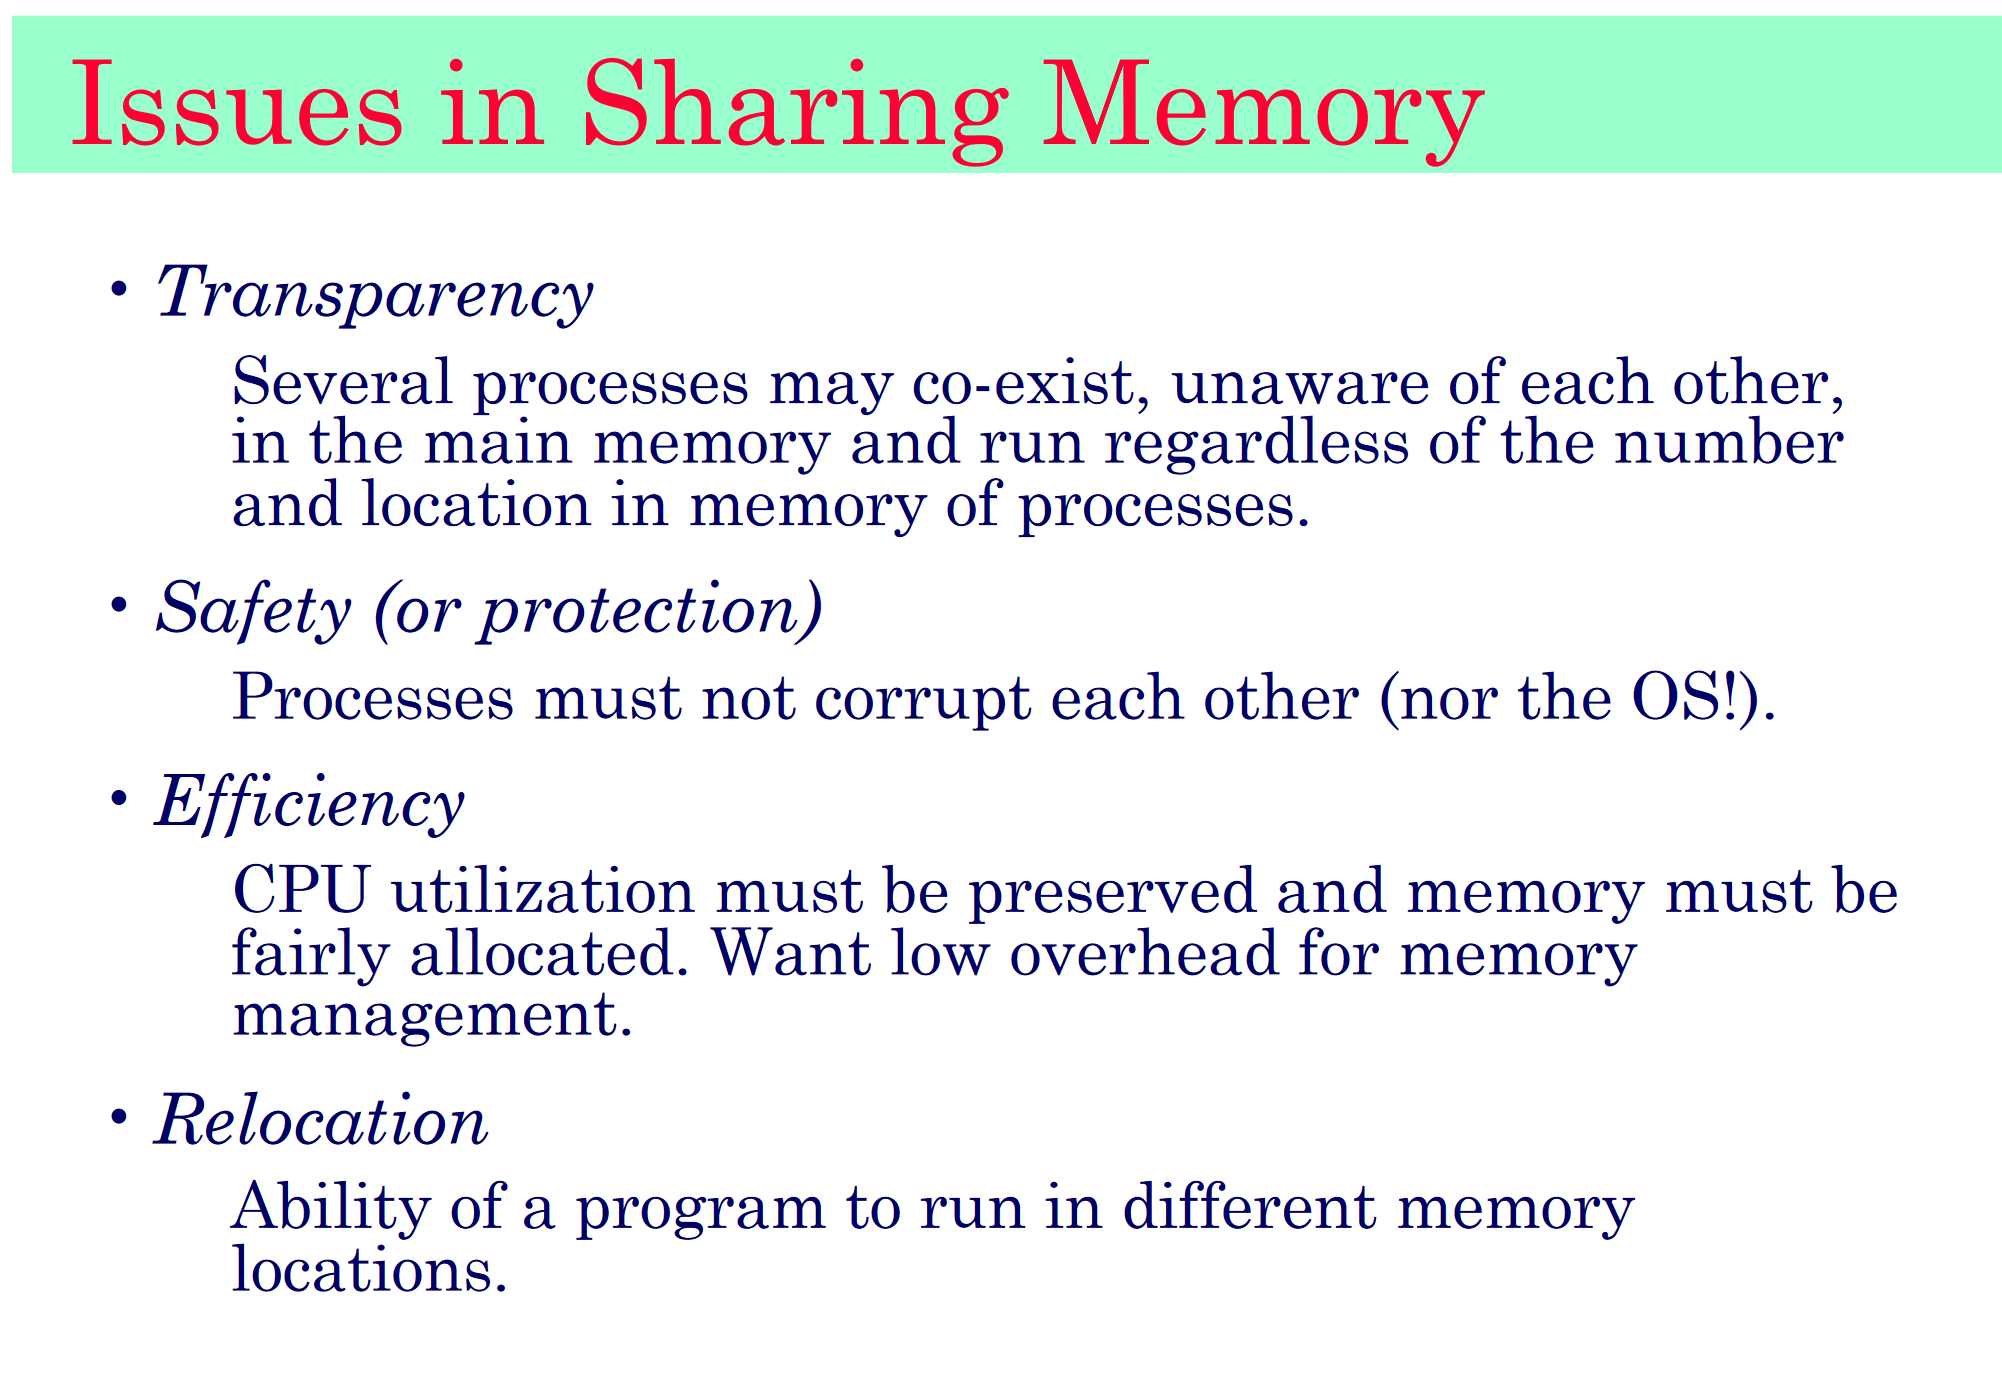 Issues in Sharing Memory
• Transparency
Several processes may co-exist, unaware of each other,
in the main memory and run regardless of the number
and location in memory of processes.
• Safety (or protection)
Processes must not corrupt each other (nor the OS!).
• Efficiency
CPU utilization must be preserved and memory must be
fairly allocated. Want low overhead for memory
management.
• Relocation
Ability of a program to run in different memory
locations.